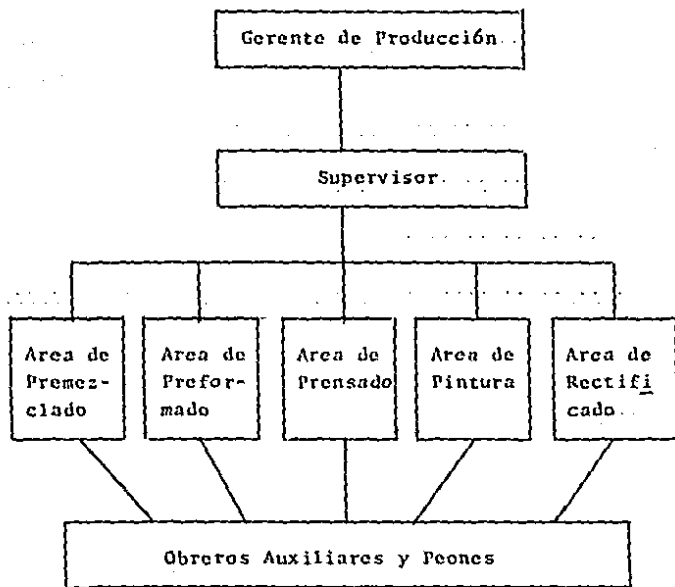 Gerente de Producción
Supervisor
Area de
Premez-
clado
Area de
Prefor-
mado
Area de
Prensado
Area de
Pintura
Area de
Rectifi
cado
Obreros Auxiliares y Peones